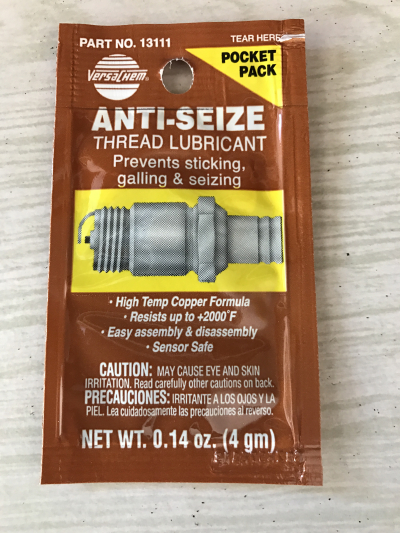 PART NO. 13111
TEAR HERE
VERSACHEM®
POCKET
PACK
ANTI-SEIZE
THREAD LUBRICANT
Prevents sticking,
galling & seizing
• High Temp Copper Formula
• Resists up to +2000°F
• Easy assembly & disassembly
• Sensor Safe
CAUTION: MAY CAUSE EYE AND SKIN
IRRITATION. Read carefully other cautions on back.
PRECAUCIONES: IRRITANTE A LOS OJOS Y LA
PIEL. Lea cuidadosamente las precauciones al reverso.
NET WT. 0.14 oz. (4 gm)